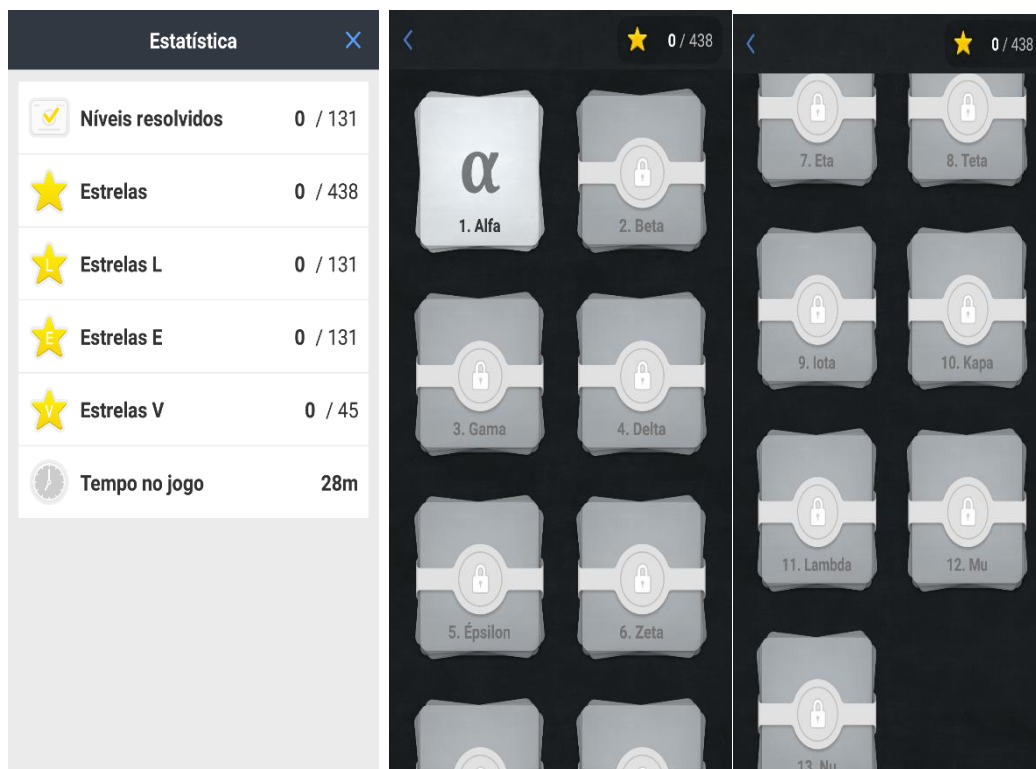 Estatística
Níveis resolvidos 0 / 131
Estrelas 0 / 438
L Estrelas L 0 / 131
E Estrelas E 0 / 131
V Estrelas V 0 / 45
Tempo no jogo 28m
0 / 438
α
1. Alfa
2. Beta
3. Gama
4. Delta
5. Épsilon
6. Zeta
0 / 438
7. Eta
8. Teta
9. Iota
10. Kapa
11. Lambda
12. Mu
13. Nu